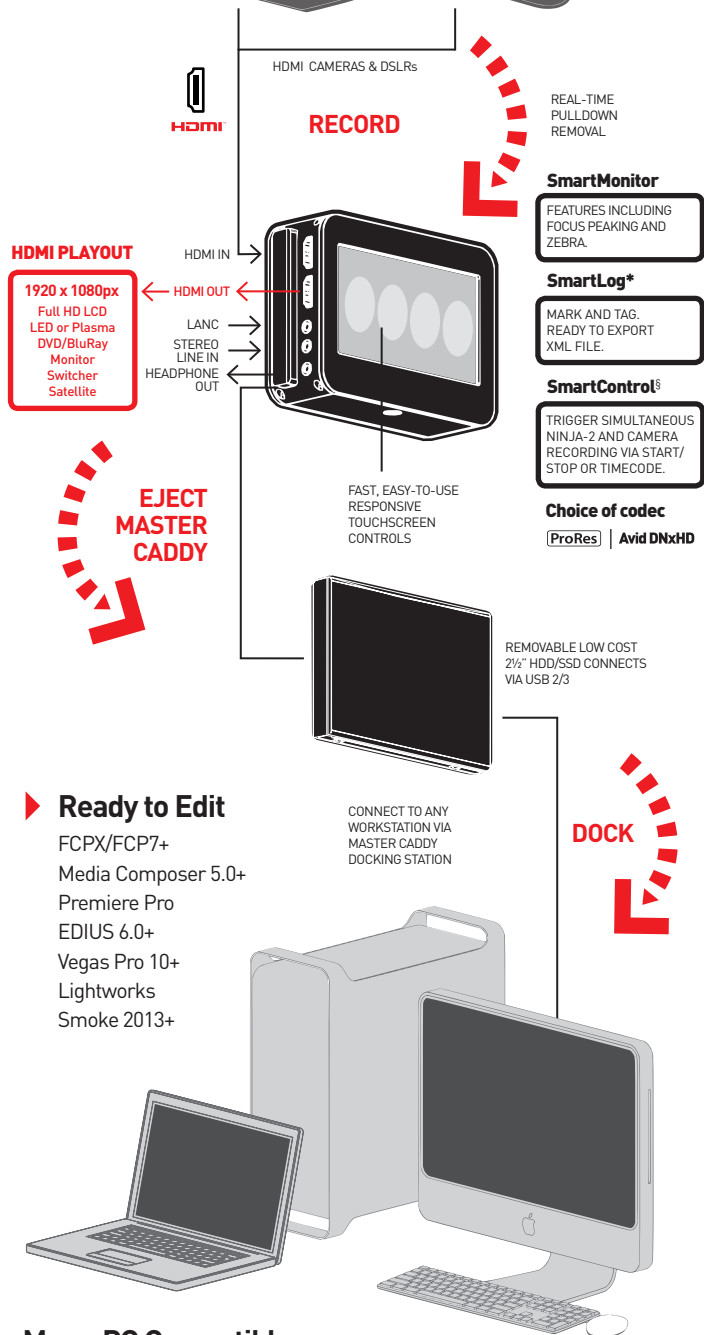 HDMI CAMERAS & DSLRs
HDMI
RECORD
REAL-TIME
PULLDOWN
REMOVAL
SmartMonitor
FEATURES INCLUDING
FOCUS PEAKING AND
ZEBRA.
SmartLog*
MARK AND TAG.
READY TO EXPORT
XML FILE.
SmartControl§
TRIGGER SIMULTANEOUS
NINJA-2 AND CAMERA
RECORDING VIA START/
STOP OR TIMECODE.
Choice of codec
ProRes | Avid DNxHD
HDMI PLAYOUT
1920 x 1080px
Full HD LCD
LED or Plasma
DVD/BluRay
Monitor
Switcher
Satellite
HDMI IN
HDMI OUT
LANC
STEREO
LINE IN
HEADPHONE
OUT
FAST, EASY-TO-USE
RESPONSIVE
TOUCHSCREEN
CONTROLS
EJECT
MASTER
CADDY
REMOVABLE LOW COST
2½” HDD/SSD CONNECTS
VIA USB 2/3
CONNECT TO ANY
WORKSTATION VIA
MASTER CADDY
DOCKING STATION
DOCK
Ready to Edit
FCPX/FCP7+
Media Composer 5.0+
Premiere Pro
EDIUS 6.0+
Vegas Pro 10+
Lightworks
Smoke 2013+